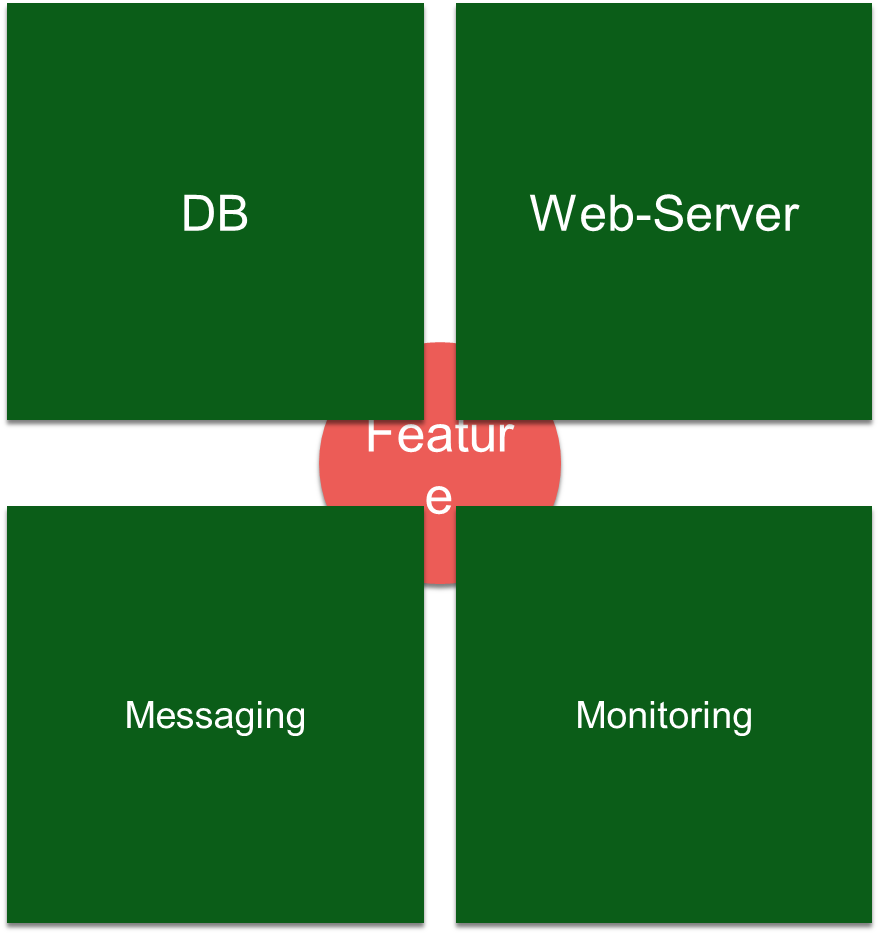 DB
Web-Server
Featur
e
Messaging
Monitoring